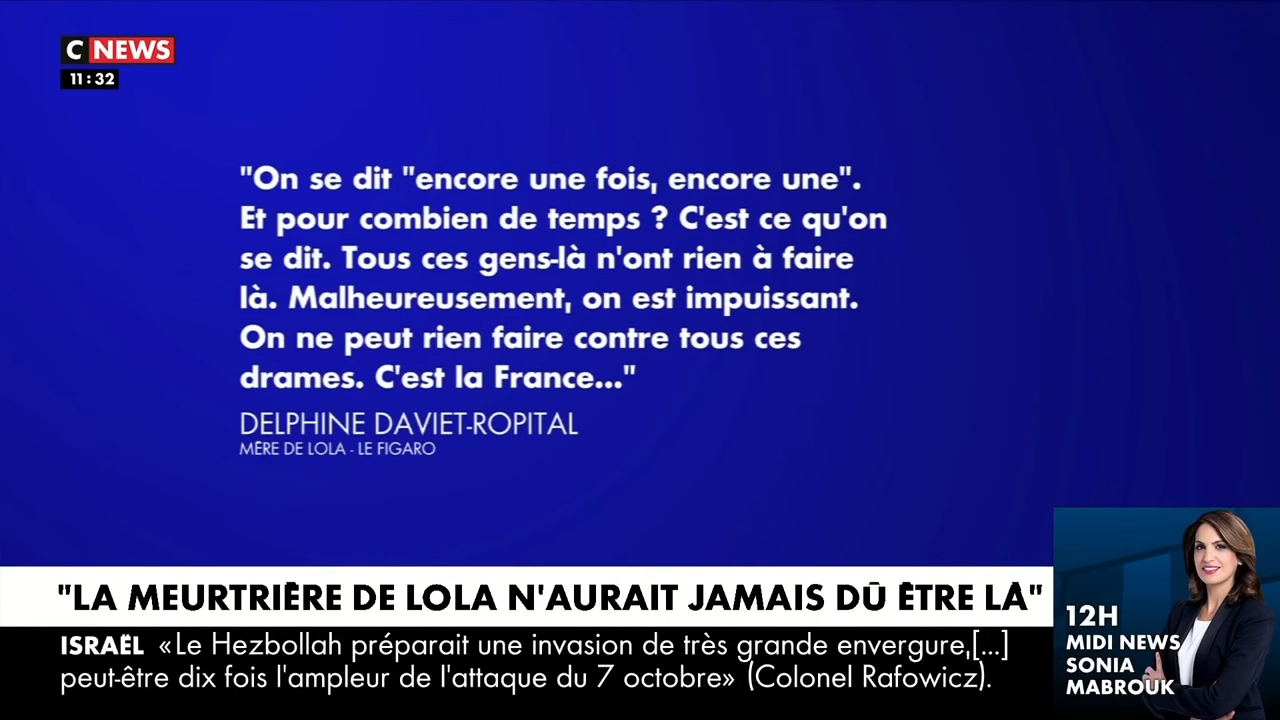 C NEWS
11:32
"On se dit "encore une fois, encore une".
Et pour combien de temps ? C'est ce qu'on
se dit. Tous ces gens-là n'ont rien à faire
là. Malheureusement, on est impuissant.
On ne peut rien faire contre tous ces
drames. C'est la France..."
DELPHINE DAVIET-ROPITAL
MÈRE DE LOLA - LE FIGARO
"LA MEURTRIÈRE DE LOLA N'AURAIT JAMAIS DÛ ÊTRE LÀ"
ISRAËL «Le Hezbollah préparait une invasion de très grande envergure,[...]
peut-être dix fois l'ampleur de l'attaque du 7 octobre» (Colonel Rafowicz).
12H
MIDI NEWS
SONIA
MABROUK